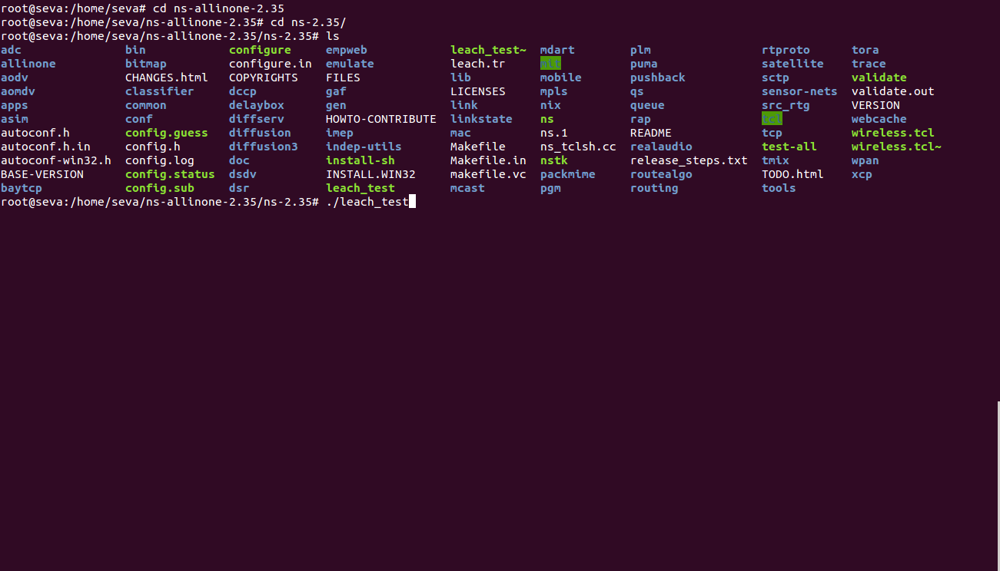 root@seva:/home/seva# cd ns-allinone-2.35
root@seva:/home/seva/ns-allinone-2.35# cd ns-2.35/
root@seva:/home/seva/ns-allinone-2.35/ns-2.35# ls
adc bin configure empweb leach_test~ mdart plm rtproto tora
allinone bitmap configure.in emulate leach.tr mit puma satellite trace
aodv CHANGES.html COPYRIGHTS FILES lib mobile pushback sctp validate
aomdv classifier dccp gaf LICENSES mpls qs sensor-nets validate.out
apps common delaybox gen link nix queue src_rtg VERSION
asim conf diffserv HOWTO-CONTRIBUTE linkstate ns rap tcl webcache
autoconf.h config.guess diffusion imep mac ns.1 README tcp wireless.tcl
autoconf.h.in config.h diffusion3 indep-utils Makefile ns_tclsh.cc realaudio test-all wireless.tcl~
autoconf-win32.h config.log doc install-sh Makefile.in nstk release_steps.txt tmix wpan
BASE-VERSION config.status dsdv INSTALL.WIN32 makefile.vc packmime routealgo TODO.html xcp
baytcp config.sub dsr leach_test mcast pgm routing tools
root@seva:/home/seva/ns-allinone-2.35/ns-2.35# ./leach_test